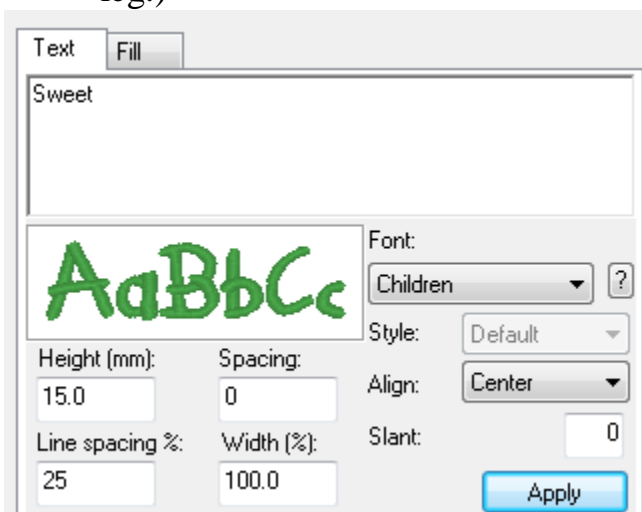 Text Fill
Sweet
AaBbCc
Font:
Children ?
Style: Default
Height (mm): Spacing:
15.0 0
Align: Center
Line spacing %: Width (%):
Slant: 0
25 100.0
Apply